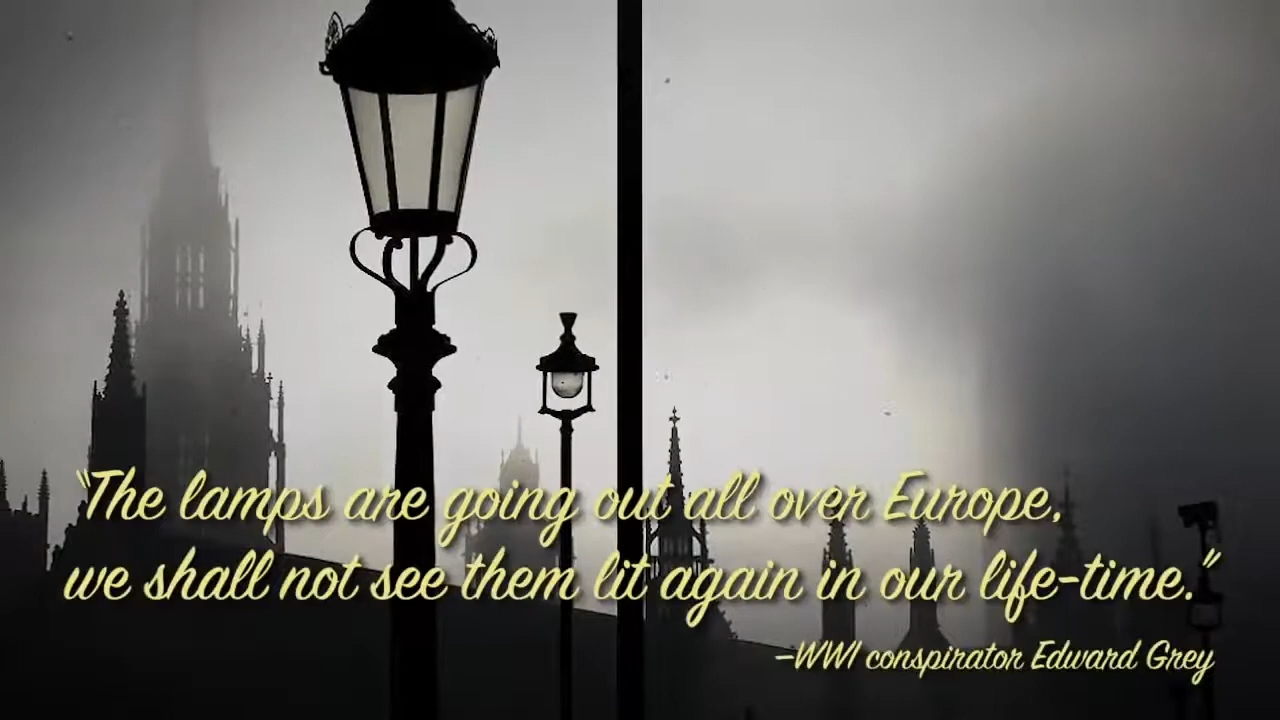 “The lamps are going out all over Europe,
we shall not see them lit again in our life-time.”
–WWI conspirator Edward Grey